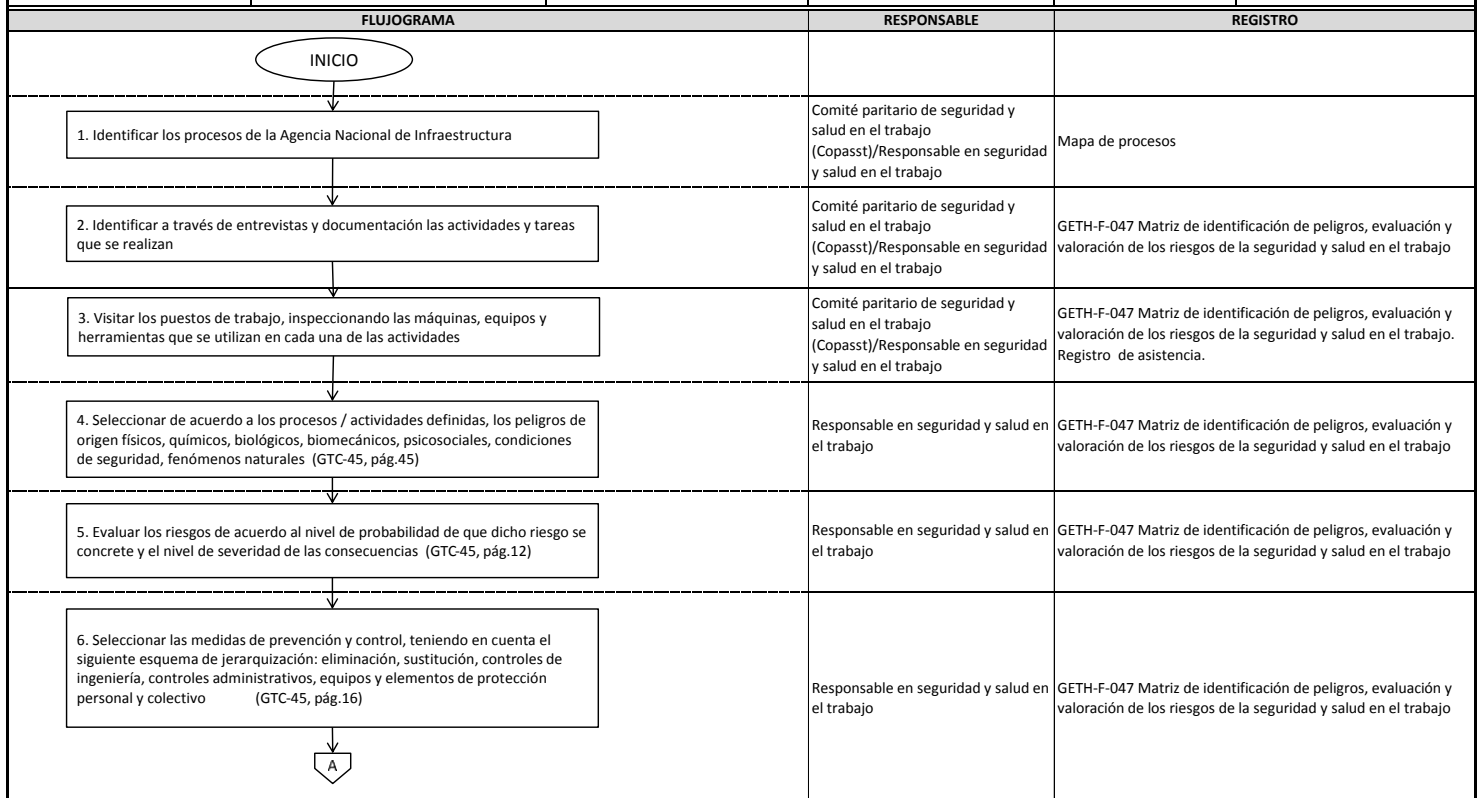 FLUJOGRAMA RESPONSABLE REGISTRO
INICIO
1. Identificar los procesos de la Agencia Nacional de Infraestructura
Comité paritario de seguridad y
salud en el trabajo
(Copasst)/Responsable en seguridad
y salud en el trabajo
Mapa de procesos
2. Identificar a través de entrevistas y documentación las actividades y tareas
que se realizan
Comité paritario de seguridad y
salud en el trabajo
(Copasst)/Responsable en seguridad
y salud en el trabajo
GETH-F-047 Matriz de identificación de peligros, evaluación y
valoración de los riesgos de la seguridad y salud en el trabajo
3. Visitar los puestos de trabajo, inspeccionando las máquinas, equipos y
herramientas que se utilizan en cada una de las actividades
Comité paritario de seguridad y
salud en el trabajo
(Copasst)/Responsable en seguridad
y salud en el trabajo
GETH-F-047 Matriz de identificación de peligros, evaluación y
valoración de los riesgos de la seguridad y salud en el trabajo.
Registro de asistencia.
4. Seleccionar de acuerdo a los procesos / actividades definidas, los peligros de
origen físicos, químicos, biológicos, biomecánicos, psicosociales, condiciones
de seguridad, fenómenos naturales (GTC-45, pág.45)
Responsable en seguridad y salud en
el trabajo
GETH-F-047 Matriz de identificación de peligros, evaluación y
valoración de los riesgos de la seguridad y salud en el trabajo
5. Evaluar los riesgos de acuerdo al nivel de probabilidad de que dicho riesgo se
concrete y el nivel de severidad de las consecuencias (GTC-45, pág.12)
Responsable en seguridad y salud en
el trabajo
GETH-F-047 Matriz de identificación de peligros, evaluación y
valoración de los riesgos de la seguridad y salud en el trabajo
6. Seleccionar las medidas de prevención y control, teniendo en cuenta el
siguiente esquema de jerarquización: eliminación, sustitución, controles de
ingeniería, controles administrativos, equipos y elementos de protección
personal y colectivo (GTC-45, pág.16)
Responsable en seguridad y salud en
el trabajo
GETH-F-047 Matriz de identificación de peligros, evaluación y
valoración de los riesgos de la seguridad y salud en el trabajo
A